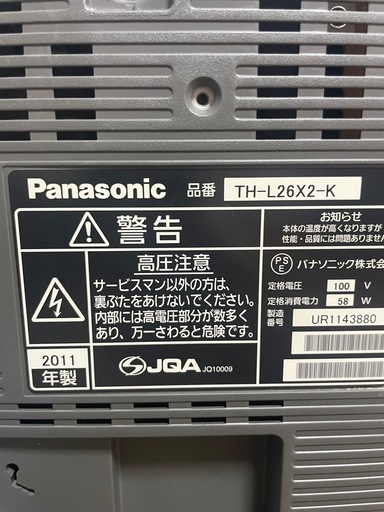 Panasonic 品番 TH-L26X2-K
警告
高圧注意
サービスマン以外の方は、
裏ぶたをあけないでください。
内部には高電圧部分が数多く
あり、万一さわると危険です。
2011
年製
JQA JQ10009
お知らせ
本体の温度が高くなりますが
性能・品質には問題ありませ
PSE パナソニック株式会
定格電圧 100 V
定格消費電力 58 W
製造
番号 UR1143880